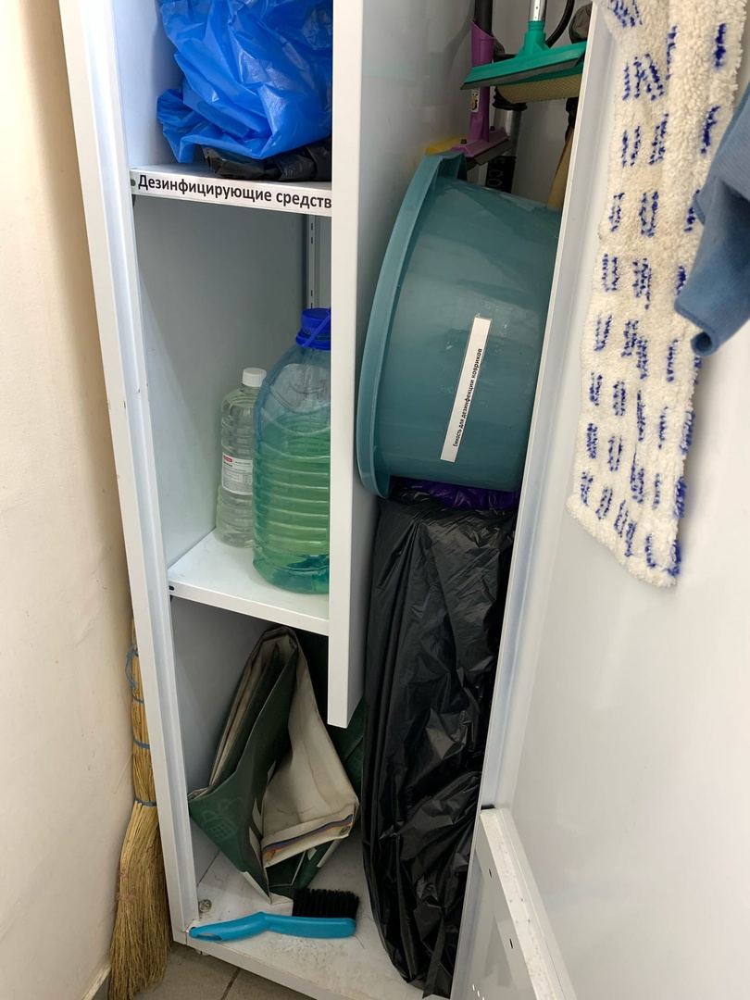 Дезинфицирующие средств
Емкость для дезинфекции ковриков